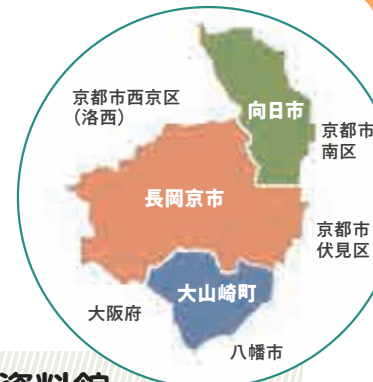 京都市西京区
(洛西)
向日市
京都市
南区
長岡京市
京都市
伏見区
大山崎町
大阪府
八幡市
資料館